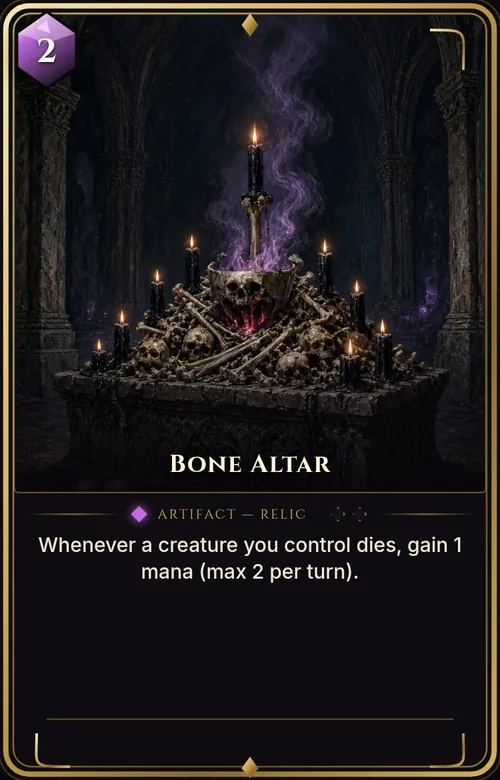 2
Bone Altar
ARTIFACT — RELIC
Whenever a creature you control dies, gain 1
mana (max 2 per turn).